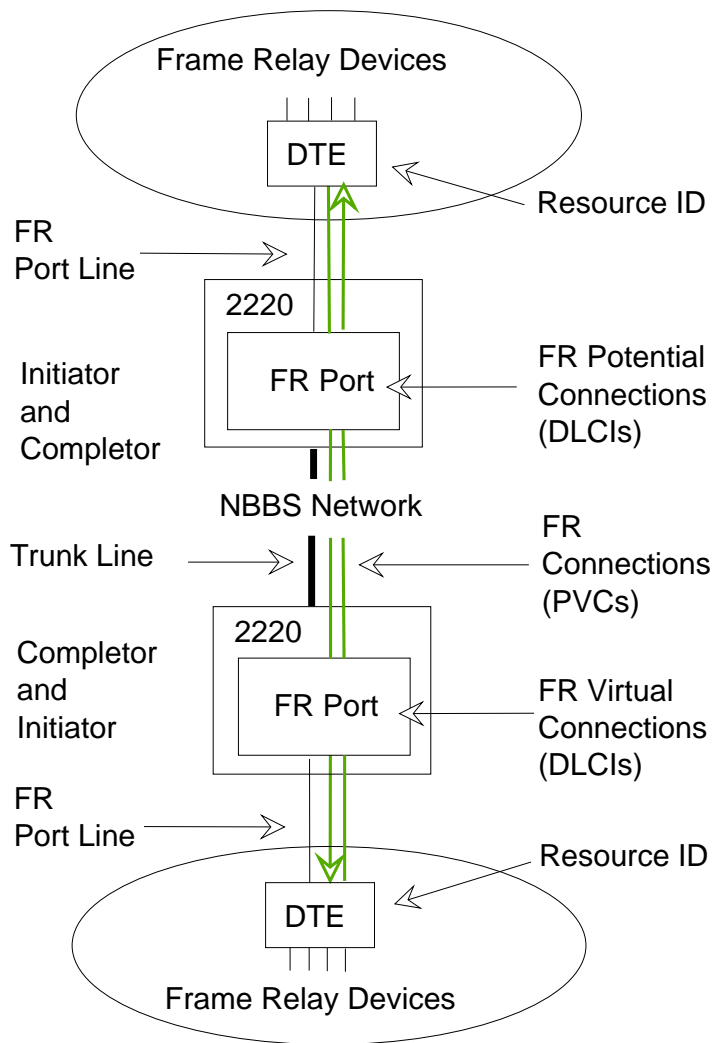 Frame Relay Devices
DTE
Resource ID
FR
Port Line
2220
FR Port
Initiator
and
Completor
FR Potential
Connections
(DLCIs)
NBBS Network
Trunk Line
FR
Connections
(PVCs)
2220
Completor
and
Initiator
FR Port
FR Virtual
Connections
(DLCIs)
FR
Port Line
Resource ID
DTE
Frame Relay Devices